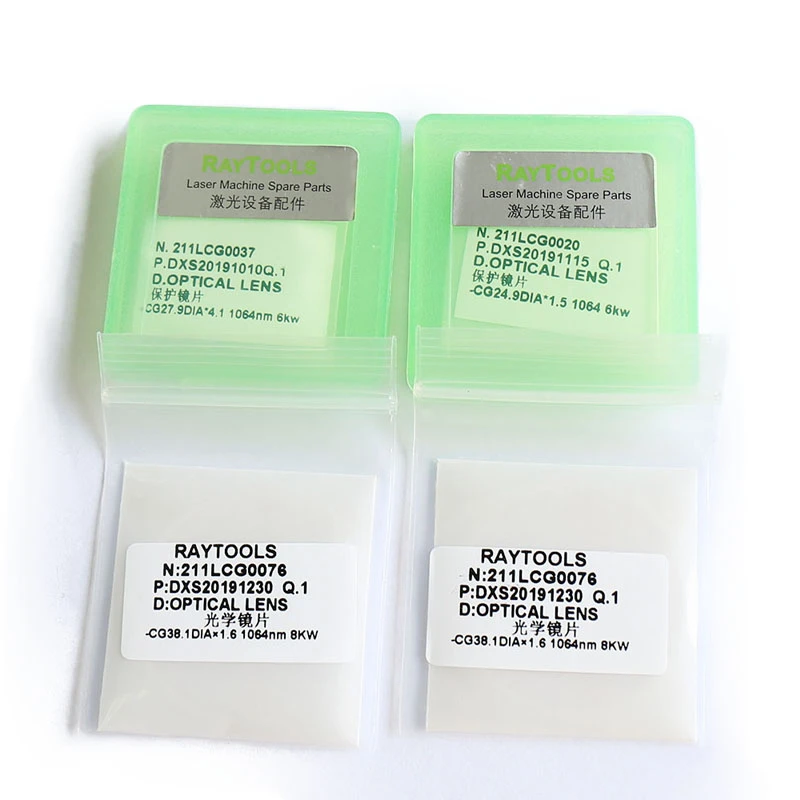 RAYTOOLS
Laser Machine Spare Parts
激光设备配件
N. 211LCG0037
P.DXS20191010Q.1
D.OPTICAL LENS
保护镜片
-CG27.9DIA*4.1 1064nm 6kw
RAYTOOLS
Laser Machine Spare Parts
激光设备配件
N. 211LCG0020
P.DXS20191115 Q.1
D.OPTICAL LENS
保护镜片
-CG24.9DIA*1.5 1064 6kw
RAYTOOLS
N:211LCG0076
P:DXS20191230 Q.1
D:OPTICAL LENS
光学镜片
-CG38.1DIA×1.6 1064nm 8KW
RAYTOOLS
N:211LCG0076
P:DXS20191230 Q.1
D:OPTICAL LENS
光学镜片
-CG38.1DIA×1.6 1064nm 8KW